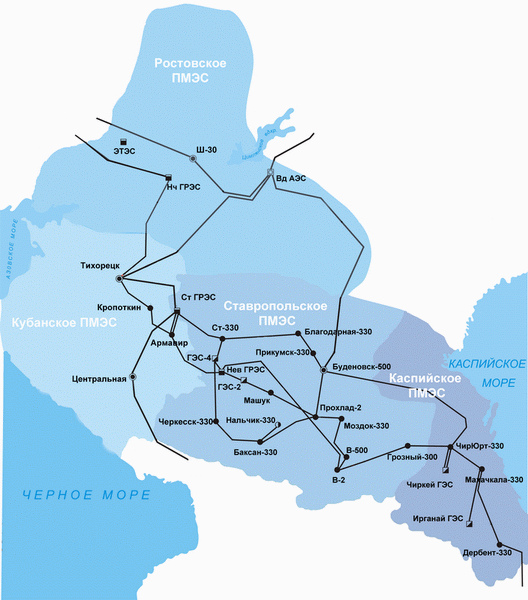 Ростовское
ПМЭС
Цимлянское вдхр.
ЭТЭС
Ш-30
Нч ГРЭС
Вд АЭС
АЗОВСКОЕ МОРЕ
Тихорецк
Кропоткин
Ст ГРЭС
Ставропольское
ПМЭС
Кубанское ПМЭС
Армавир
Ст-330
Благодарная-330
Прикумск-330
ГЭС-4
Нев ГРЭС
Буденовск-500
КАСПИЙСКОЕ
МОРЕ
Каспийское
ПМЭС
Центральная
ГЭС-2
Машук
Прохлад-2
Черкесск-330
Нальчик-330
Моздок-330
Баксан-330
В-500
Грозный-300
ЧирЮрт-330
В-2
Чиркей ГЭС
Махачкала-330
ЧЕРНОЕ МОРЕ
Ирганай ГЭС
Дербент-330